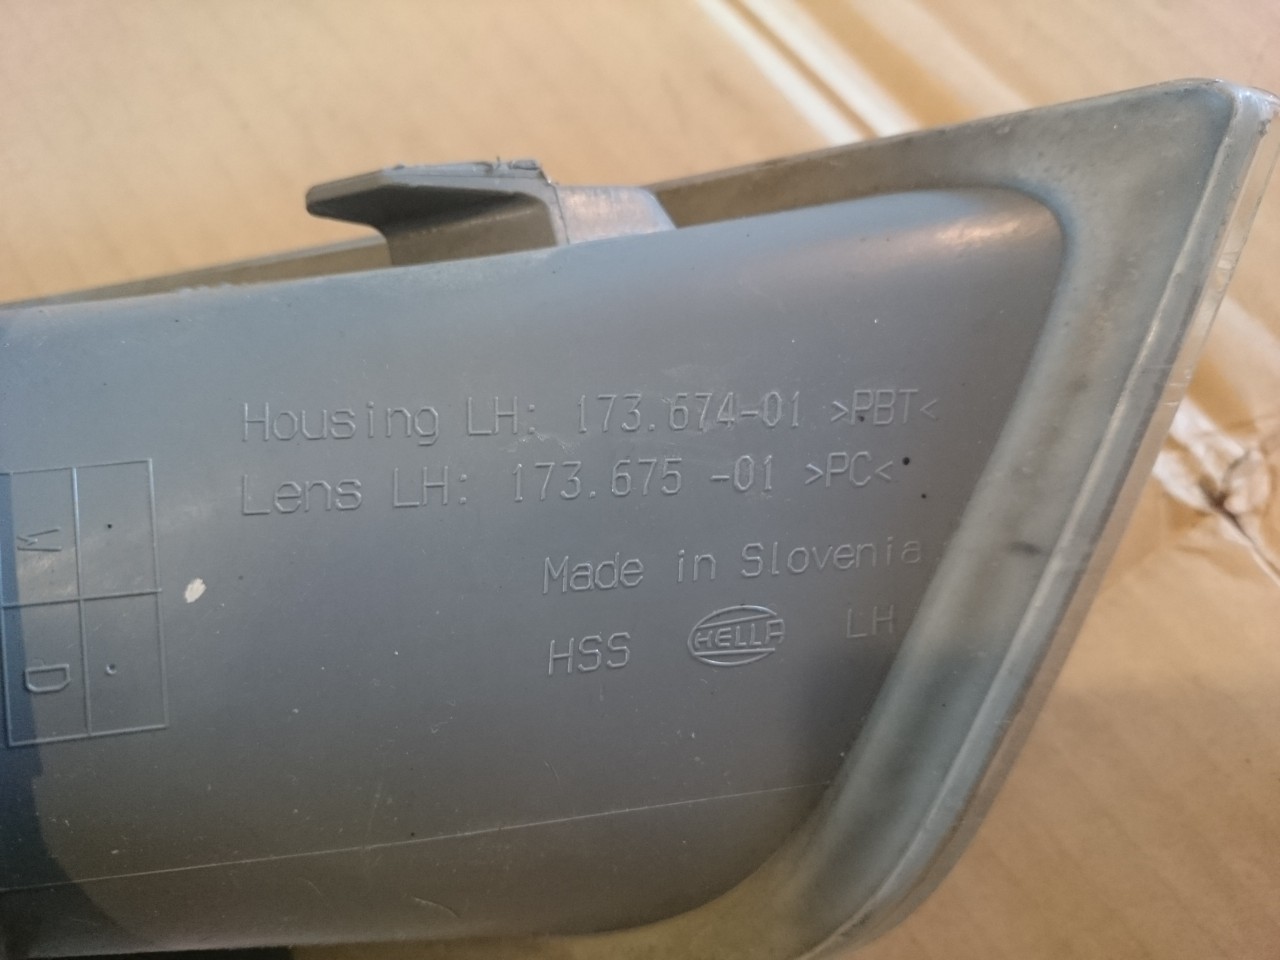 Housing LH: 173.674-01 >PBT<
Lens LH: 173.675 -01 >PC<
Made in Slovenia
HSS HELLA LH
W
D